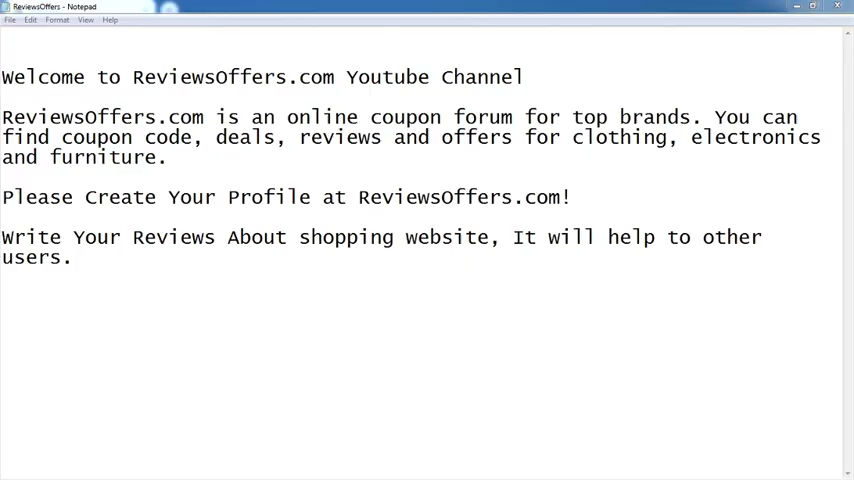 ReviewsOffers - Notepad
File Edit Format View Help
Welcome to ReviewsOffers.com Youtube Channel
ReviewsOffers.com is an online coupon forum for top brands. You can
find coupon code, deals, reviews and offers for clothing, electronics
and furniture.
Please Create Your Profile at ReviewsOffers.com!
Write Your Reviews About shopping website, It will help to other
users.